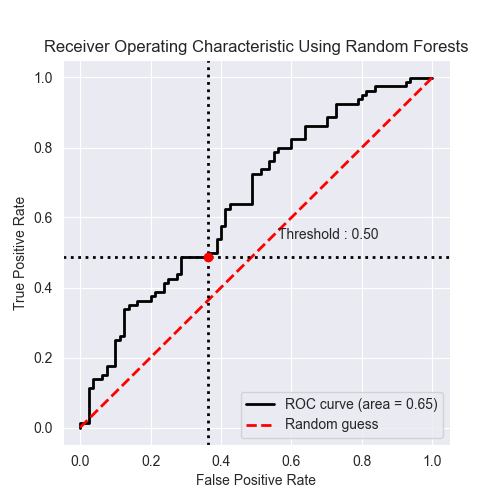 Receiver Operating Characteristic Using Random Forests
1.0
0.8
0.6
0.4
0.2
0.0
True Positive Rate
Threshold : 0.50
ROC curve (area = 0.65)
Random guess
0.0 0.2 0.4 0.6 0.8 1.0
False Positive Rate